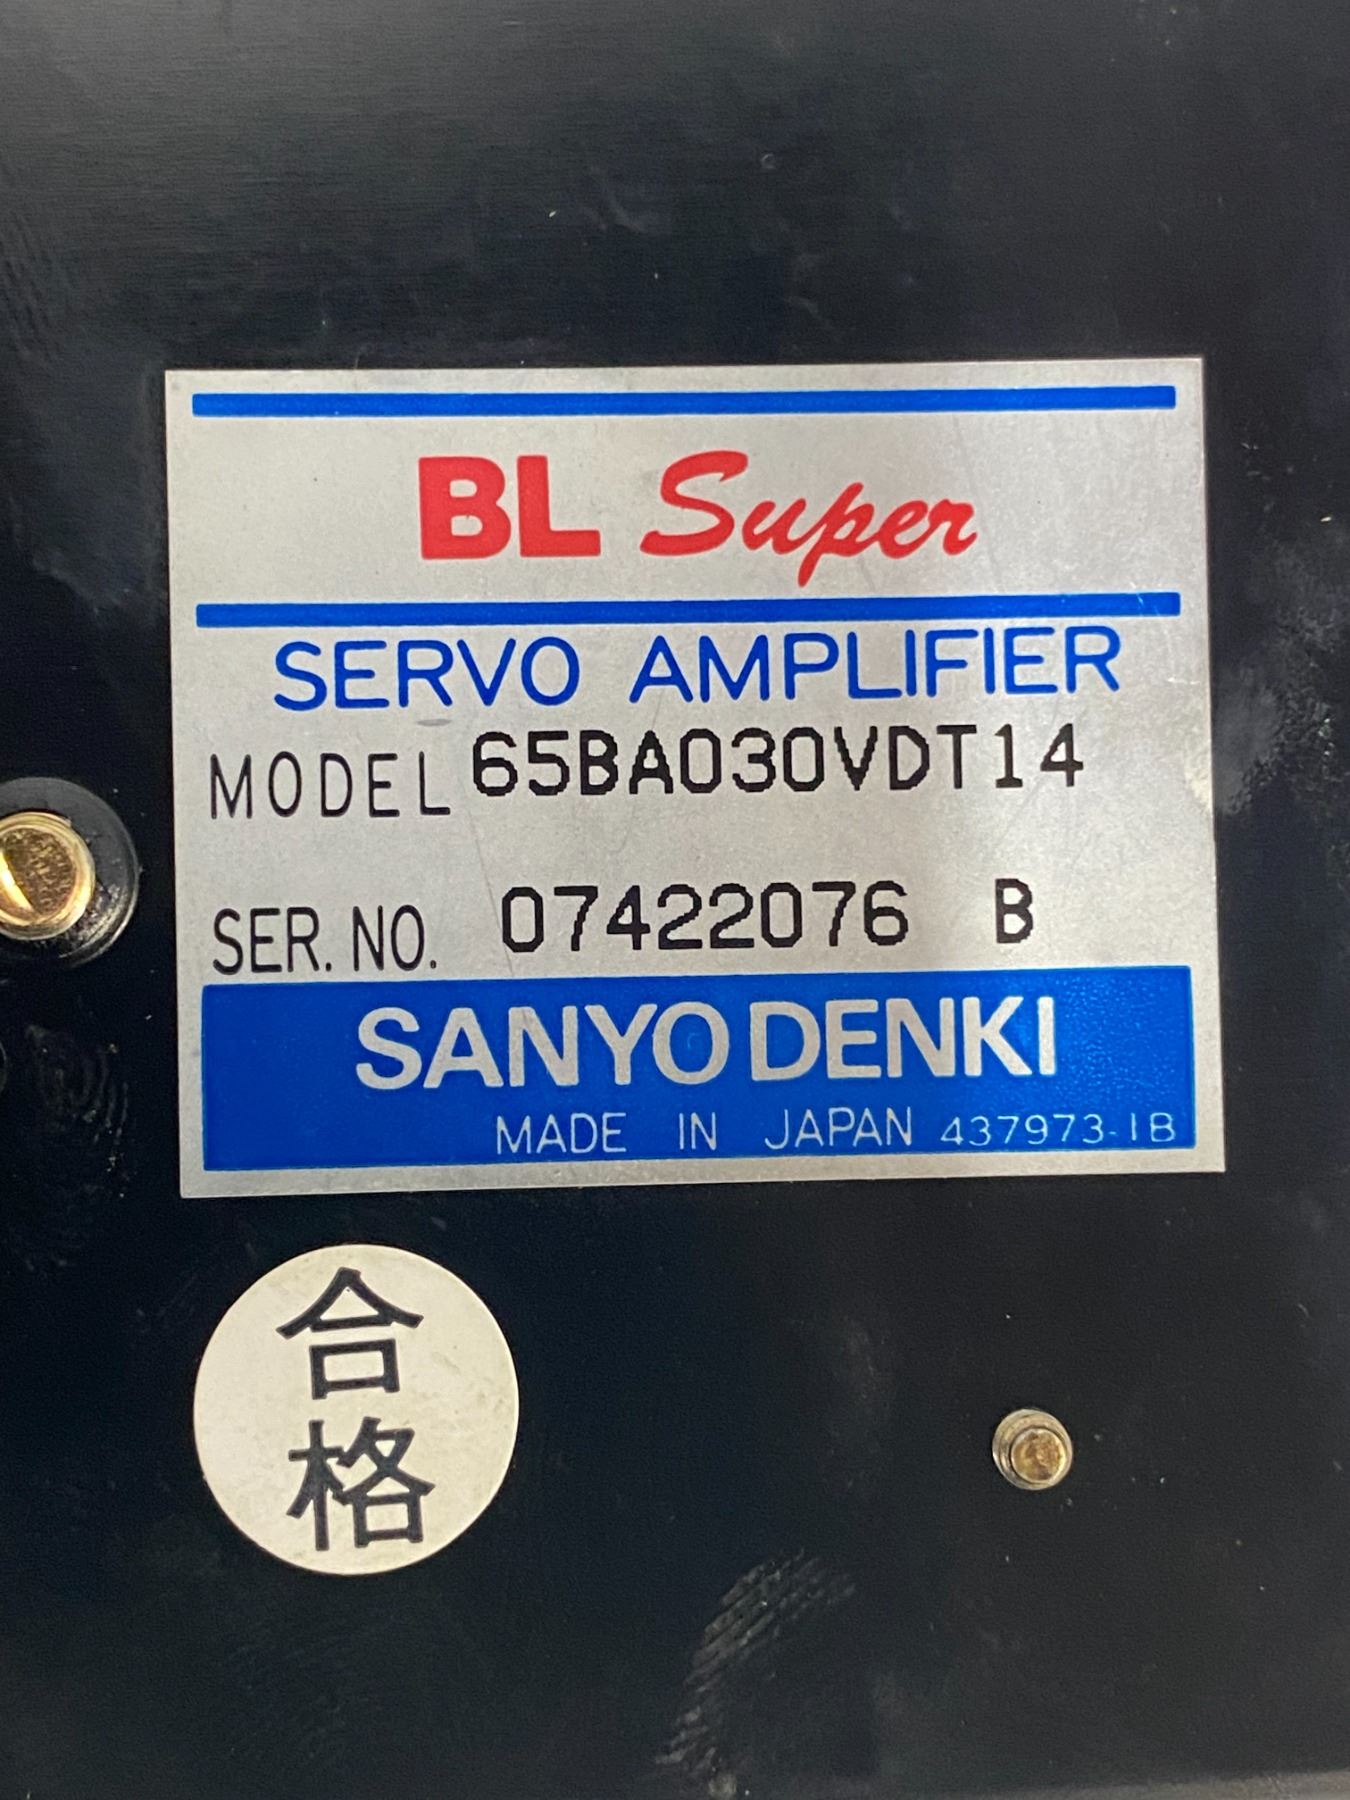 BL Super
SERVO AMPLIFIER
MODEL 65BA030VDT14
SER. NO. 07422076 B
SANYO DENKI
MADE IN JAPAN 437973-1B
合
格